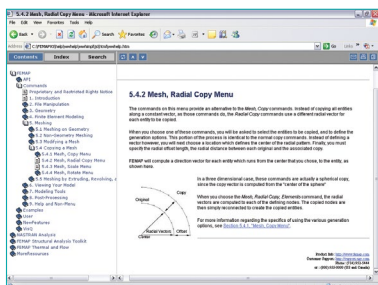 5.4.2 Mesh, Radial Copy Menu - Microsoft Internet Explorer
File Edit View Favorites Tools Help
Back Search Favorites
Address
Go Links
Contents Index Search
FEMAP
API
Commands
Proprietary and Restricted Rights Notice
1. Introduction
2. File Manipulation
3. Geometry
4. Finite Element Modeling
5. Meshing
5.1 Meshing on Geometry
5.2 Non-Geometry Meshing
5.3 Modifying a Mesh
5.4 Copying a Mesh
5.4.1 Mesh, Copy Menu
5.4.2 Mesh, Radial Copy Menu
5.4.3 Mesh, Scale Menu
5.4.4 Mesh, Rotate Menu
5.5 Meshing by Extruding, Revolving,
6. Viewing Your Model
7. Modeling Tools
8. Post-Processing
9. Help and Non-Menu
Examples
User
NewFeatures
NASTRAN Analysis
FEMAP Structural Analysis Toolkit
FEMAP Thermal and Flow
MoreResources
5.4.2 Mesh, Radial Copy Menu
The commands on this menu provide an alternative to the Mesh, Copy commands. Instead of copying all entities
along a constant vector, as those commands do, the Radial Copy commands use a different radial vector for
each entity to be copied.
When you choose one of these commands, you will be asked to select the entities to be copied, and to define the
generation options. This portion of the process is identical to the normal copy commands. Instead of defining a
vector however, you will next choose a location which defines the center of the radial pattern. Finally, you must
specify the radial offset length, the radial distance between each original and the associated copy.
FEMAP will compute a direction vector for each entity which runs from the center that you chose, to the entity, as
shown here.
Copy
Original
Radial Vectors
Offset
Center
In a three dimensional case, these commands are actually a spherical copy,
since the copy vector is computed from the "center of the sphere"
When you choose the Mesh, Radial Copy, Elements command, the radial
vectors are computed to each of the defining nodes. The copied nodes are
then simply reconnected to create the copied entities.
For more information regarding the specifics of using the various generation
options, see Section 5.4.1, "Mesh, Copy Menu".